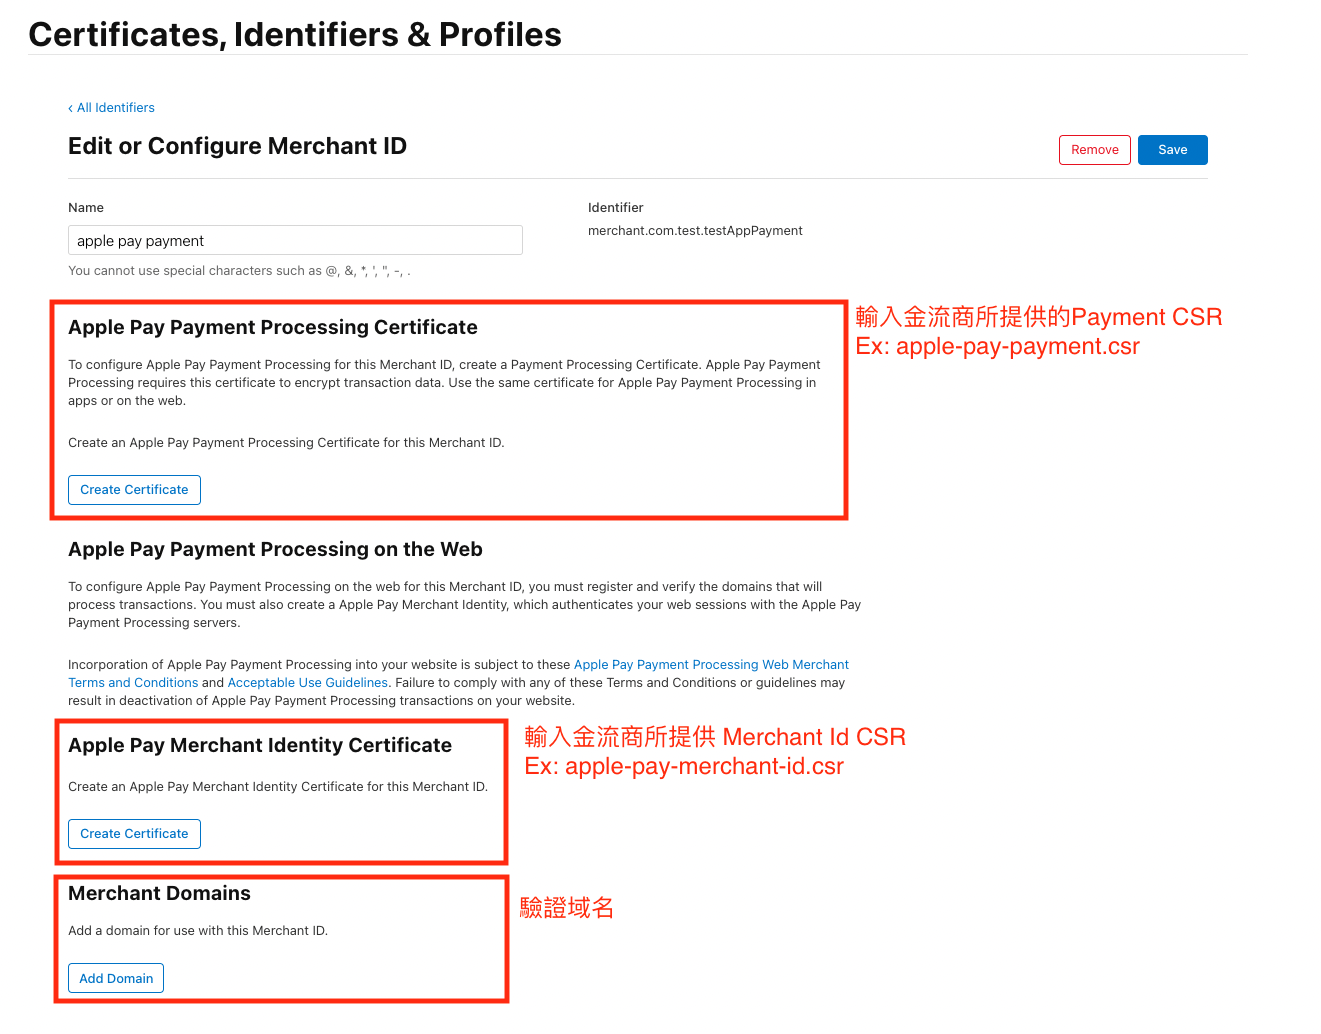 Certificates, Identifiers & Profiles
‹ All Identifiers
Edit or Configure Merchant ID
Remove
Save
Name
Identifier
apple pay payment
merchant.com.test.testAppPayment
You cannot use special characters such as @, &, *, ', ", -, .
Apple Pay Payment Processing Certificate
輸入金流商所提供的Payment CSR
Ex: apple-pay-payment.csr
To configure Apple Pay Payment Processing for this Merchant ID, create a Payment Processing Certificate. Apple Pay Payment
Processing requires this certificate to encrypt transaction data. Use the same certificate for Apple Pay Payment Processing in
apps or on the web.
Create an Apple Pay Payment Processing Certificate for this Merchant ID.
Create Certificate
Apple Pay Payment Processing on the Web
To configure Apple Pay Payment Processing on the web for this Merchant ID, you must register and verify the domains that will
process transactions. You must also create a Apple Pay Merchant Identity, which authenticates your web sessions with the Apple Pay
Payment Processing servers.
Incorporation of Apple Pay Payment Processing into your website is subject to these Apple Pay Payment Processing Web Merchant
Terms and Conditions and Acceptable Use Guidelines. Failure to comply with any of these Terms and Conditions or guidelines may
result in deactivation of Apple Pay Payment Processing transactions on your website.
Apple Pay Merchant Identity Certificate
輸入金流商所提供 Merchant Id CSR
Ex: apple-pay-merchant-id.csr
Create an Apple Pay Merchant Identity Certificate for this Merchant ID.
Create Certificate
Merchant Domains
驗證域名
Add a domain for use with this Merchant ID.
Add Domain